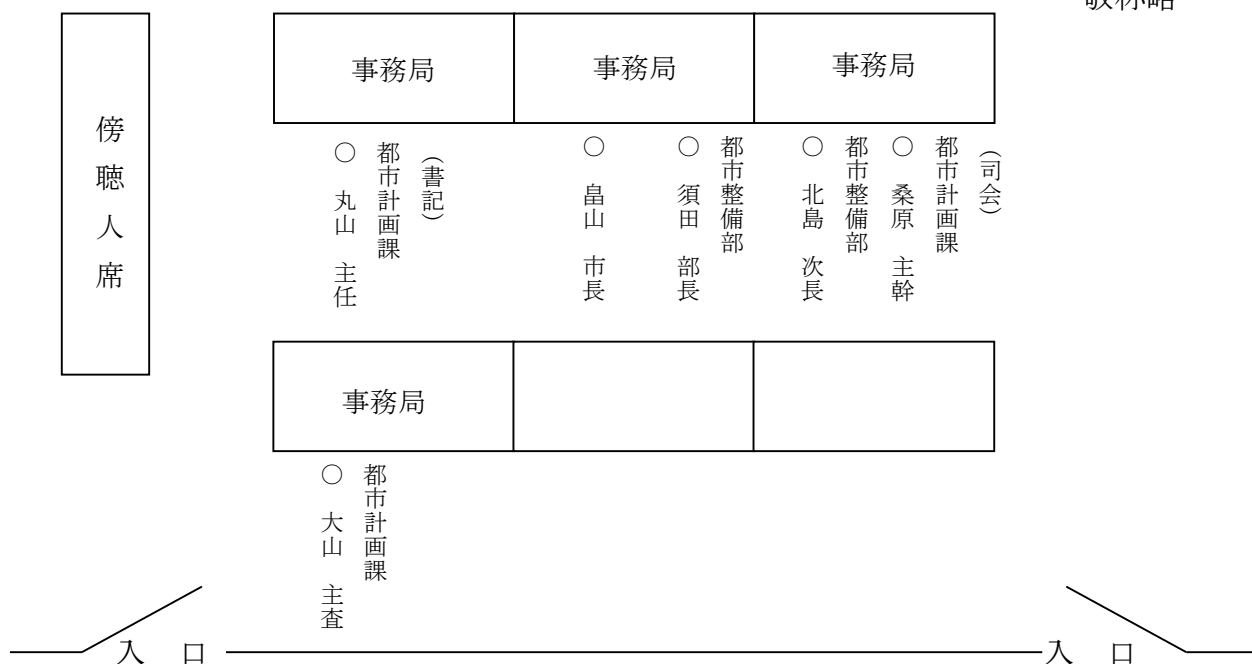 敬称略
傍聴人席
事務局
事務局
事務局
(司会)
都市計画課
○ 桑原 主幹
都市整備部
○ 北島 次長
都市整備部
○ 須田 部長
○ 畠山 市長
(書記)
都市計画課
○ 丸山 主任
事務局
都市計画課
○ 大山 主査
入 口
入 口